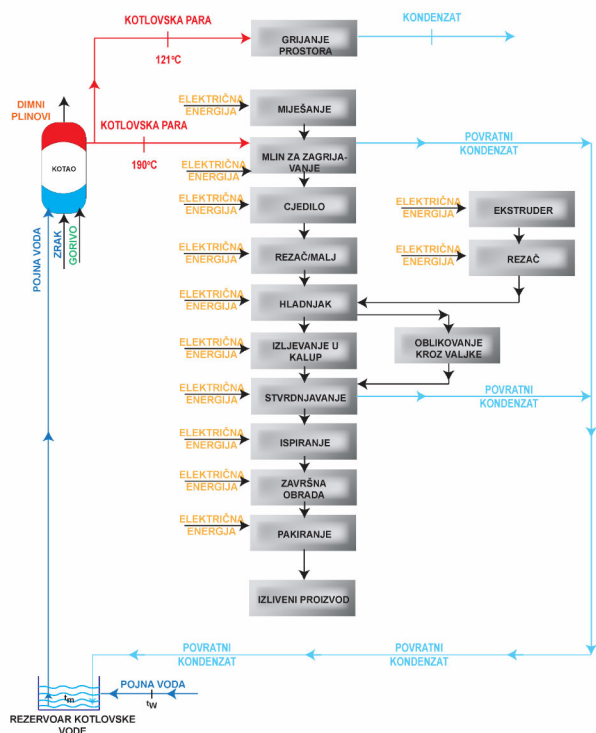 KOTLOVSKA PARA
121°C
GRIJANJE
PROSTORA
KONDENZAT
DIMNI
PLINOVI
KOTAO
KOTLOVSKA PARA
190°C
ELEKTRIČNA
ENERGIJA
MIJEŠANJE
MLIN ZA ZAGRIJA-
VANJE
POVRATNI
KONDENZAT
ELEKTRIČNA
ENERGIJA
ELEKTRIČNA
ENERGIJA
CJEDILO
ELEKTRIČNA
ENERGIJA
EKSTRUDER
POJNA VODA
ZRAK
GORIVO
ELEKTRIČNA
ENERGIJA
REZAČ/MALJ
ELEKTRIČNA
ENERGIJA
REZAČ
ELEKTRIČNA
ENERGIJA
HLADNJAK
ELEKTRIČNA
ENERGIJA
IZLJEVANJE U
KALUP
OBLIKOVANJE
KROZ VALJKE
ELEKTRIČNA
ENERGIJA
STVRDNJAVANJE
POVRATNI
KONDENZAT
ELEKTRIČNA
ENERGIJA
ISPIRANJE
ELEKTRIČNA
ENERGIJA
ZAVRŠNA
OBRADA
ELEKTRIČNA
ENERGJA
PAKIRANJE
IZLIVENI PROIZVOD
POVRATNI
KONDENZAT
POVRATNI
KONDENZAT
tm
POJNA VODA
tw
REZERVOAR KOTLOVSKE
VODE